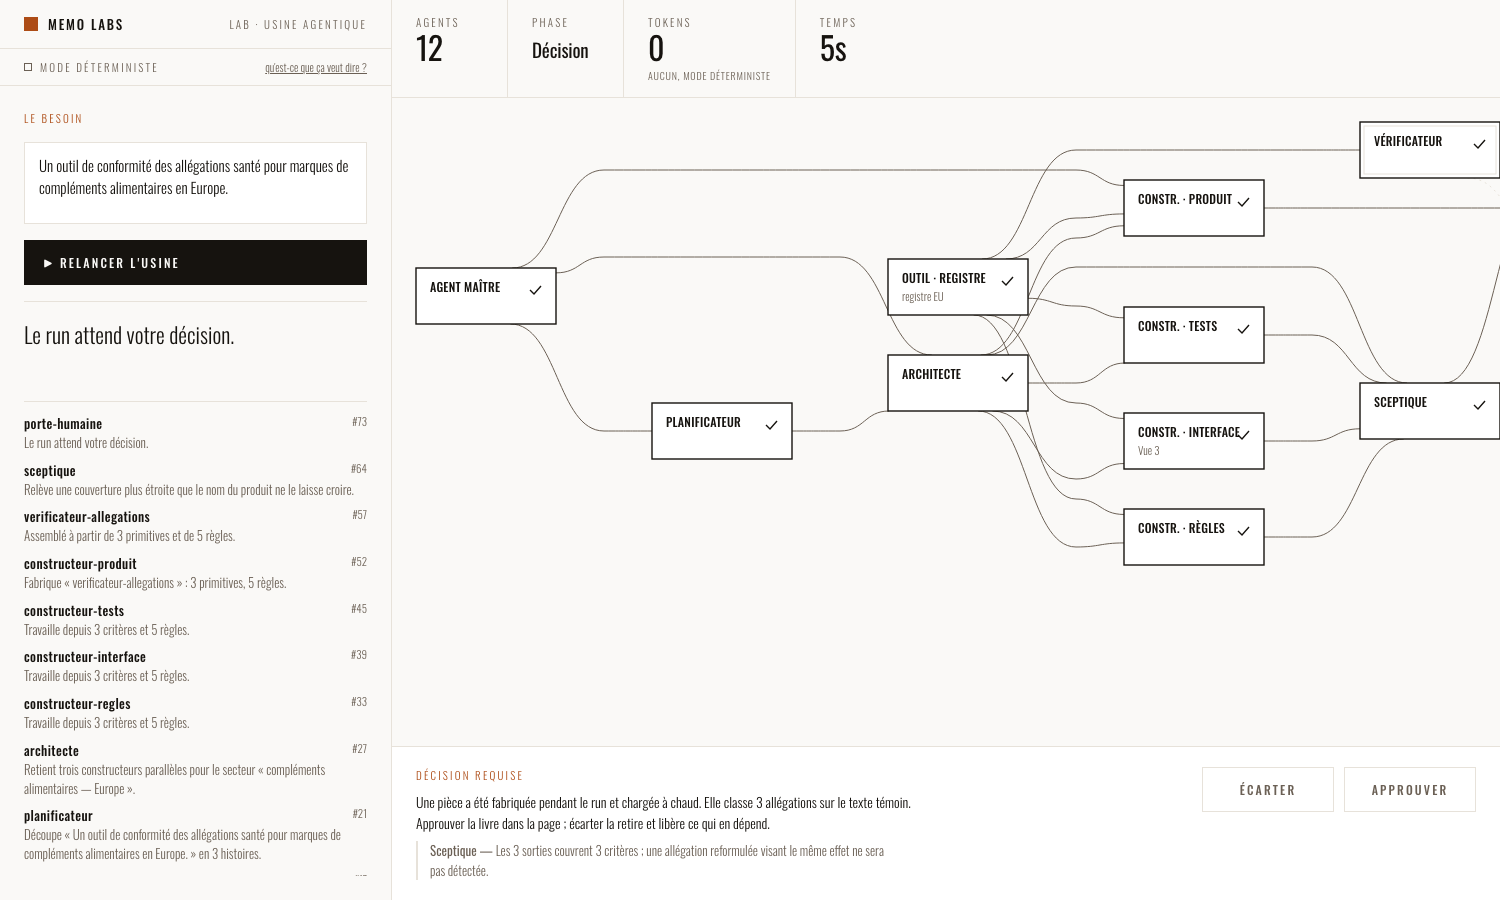 MEMO LABS
LAB · USINE AGENTIQUE
MODE DÉTERMINISTE
qu'est-ce que ça veut dire ?
LE BESOIN
Un outil de conformité des allégations santé pour marques de
compléments alimentaires en Europe.
▶ RELANCER L'USINE
Le run attend votre décision.
porte-humaine
#73
Le run attend votre décision.
sceptique
#64
Relève une couverture plus étroite que le nom du produit ne le laisse croire.
verificateur-allegations
#57
Assemblé à partir de 3 primitives et de 5 règles.
constructeur-produit
#52
Fabrique « verificateur-allegations » : 3 primitives, 5 règles.
constructeur-tests
#45
Travaille depuis 3 critères et 5 règles.
constructeur-interface
#39
Travaille depuis 3 critères et 5 règles.
constructeur-regles
#33
Travaille depuis 3 critères et 5 règles.
architecte
#27
Retient trois constructeurs parallèles pour le secteur « compléments
alimentaires — Europe ».
planificateur
#21
Découpe « Un outil de conformité des allégations santé pour marques de
compléments alimentaires en Europe. » en 3 histoires.
AGENTS
12
PHASE
Décision
TOKENS
0
AUCUN, MODE DÉTERMINISTE
TEMPS
5s
VÉRIFICATEUR
CONSTR. · PRODUIT
AGENT MAÎTRE
OUTIL · REGISTRE
registre EU
CONSTR. · TESTS
ARCHITECTE
SCEPTIQUE
PLANIFICATEUR
CONSTR. · INTERFACE
Vue 3
CONSTR. · RÈGLES
DÉCISION REQUISE
Une pièce a été fabriquée pendant le run et chargée à chaud. Elle classe 3 allégations sur le texte témoin.
Approuver la livre dans la page ; écarter la retire et libère ce qui en dépend.
Sceptique — Les 3 sorties couvrent 3 critères ; une allégation reformulée visant le même effet ne sera
pas détectée.
ÉCARTER
APPROUVER